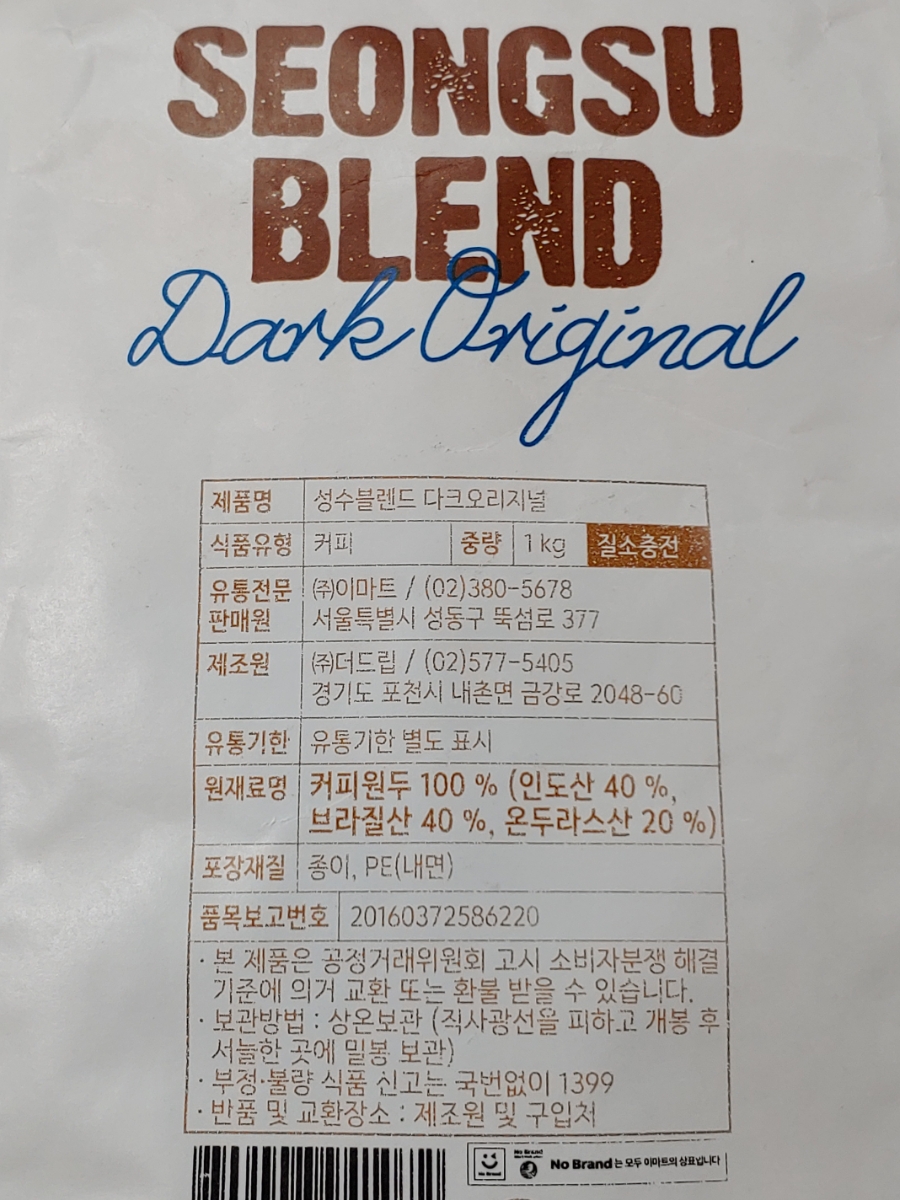 SEONGSU
BLEND
Dark Original
제품명 성수블렌드 다크오리지널
식품유형 커피 중량 1 kg 질소충전
유통전문 ㈜이마트 / (02)380-5678
판매원 서울특별시 성동구 뚝섬로 377
제조원 ㈜더드립 / (02)577-5405
경기도 포천시 내촌면 금강로 2048-60
유통기한 유통기한 별도 표시
원재료명 커피원두 100 % (인도산 40 %,
브라질산 40 %, 온두라스산 20 %)
포장재질 종이, PE(내면)
품목보고번호 20160372586220
· 본 제품은 공정거래위원회 고시 소비자분쟁 해결
기준에 의거 교환 또는 환불 받을 수 있습니다.
· 보관방법 : 상온보관 (직사광선을 피하고 개봉 후
서늘한 곳에 밀봉 보관)
· 부정·불량 식품 신고는 국번없이 1399
· 반품 및 교환장소 : 제조원 및 구입처
No Brand
No Brand
No Brand 는 모두 이마트의 상표입니다